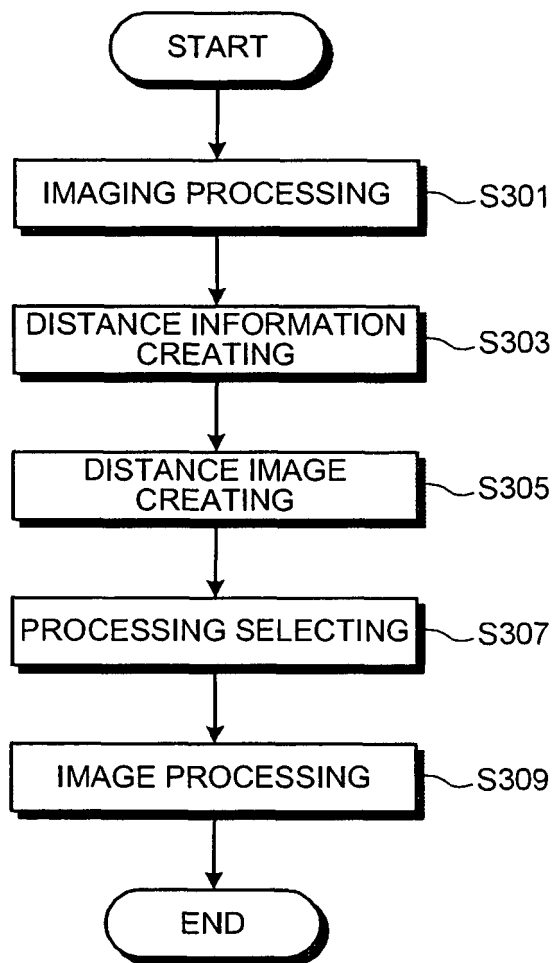 START
IMAGING PROCESSING
S301
DISTANCE INFORMATION
CREATING
S303
DISTANCE IMAGE
CREATING
S305
PROCESSING SELECTING
S307
IMAGE PROCESSING
S309
END